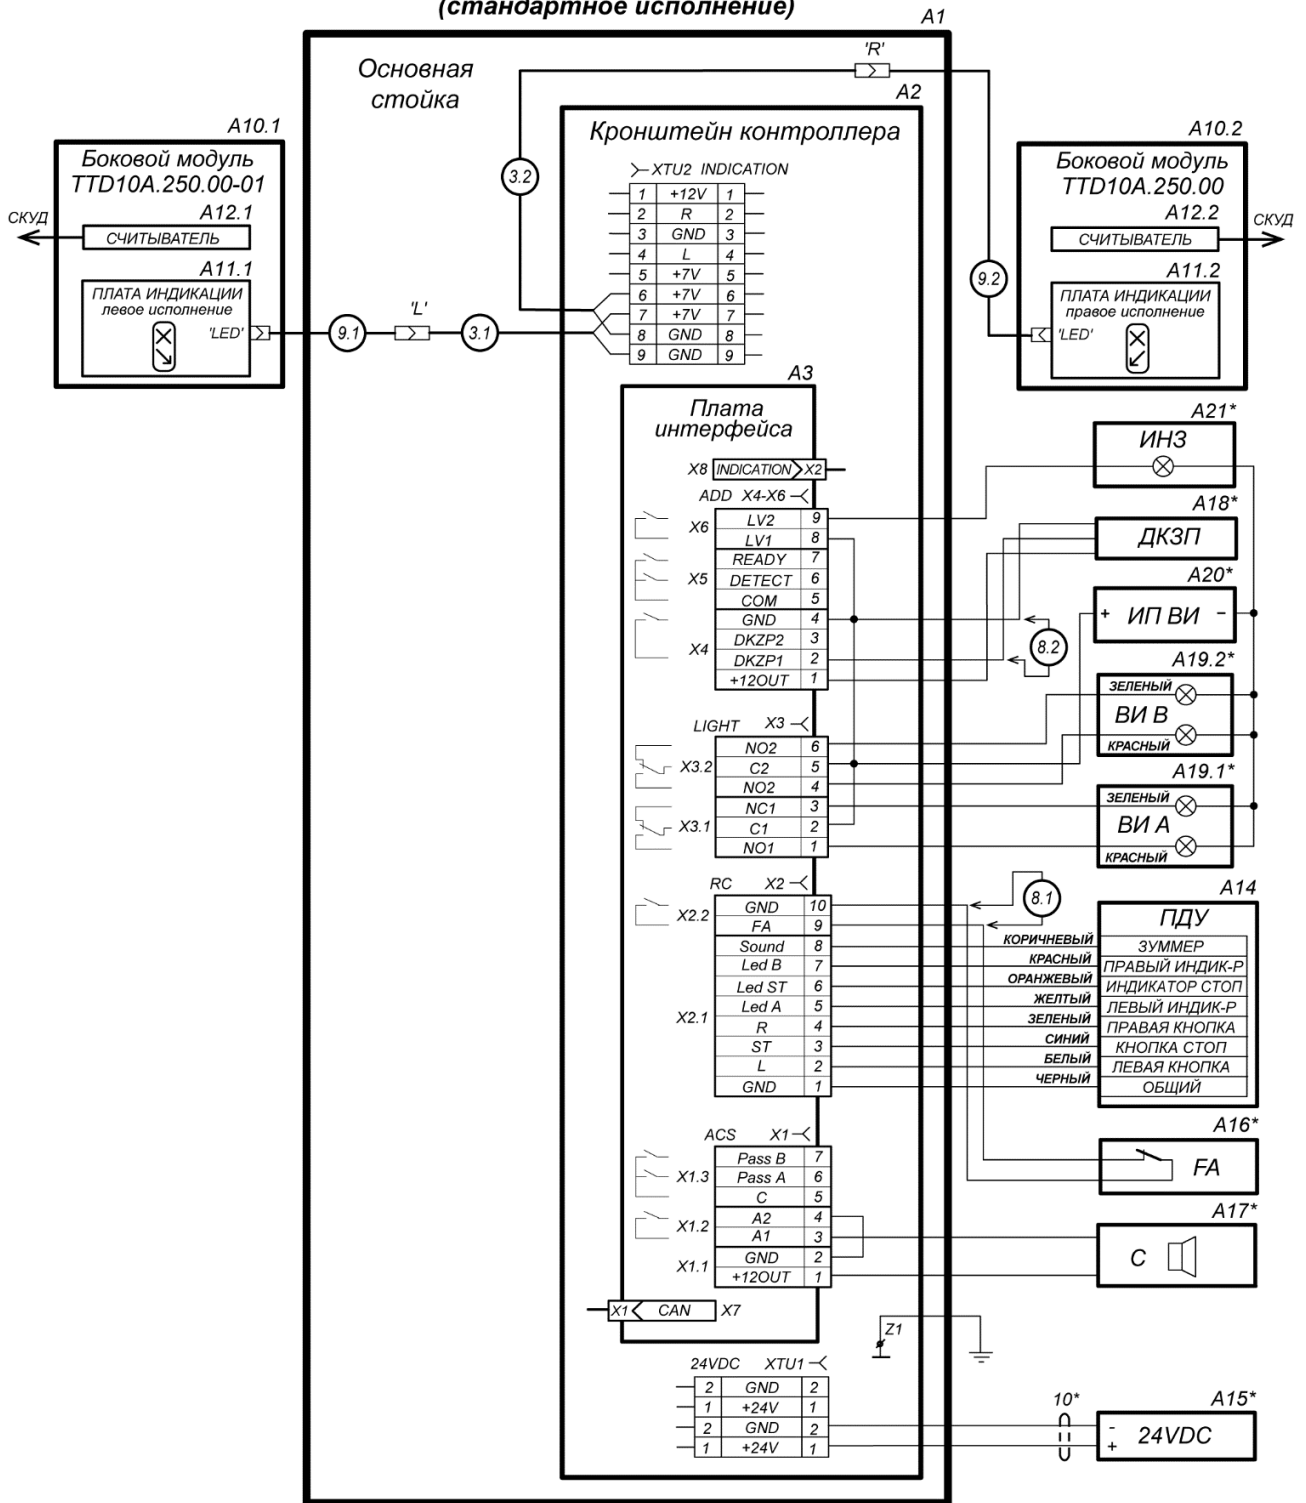 (стандартное исполнение)
A1
Основная
стойка
'R'
A2
Кронштейн контроллера
3.2
XTU2 INDICATION
1 +12V 1
2 R 2
3 GND 3
4 L 4
5 +7V 5
6 +7V 6
7 +7V 7
8 GND 8
9 GND 9
A10.1
Боковой модуль
TTD10A.250.00-01
A12.1
СКУД
СЧИТЫВАТЕЛЬ
A11.1
ПЛАТА ИНДИКАЦИИ
левое исполнение
'LED'
9.1
'L'
3.1
A10.2
Боковой модуль
TTD10A.250.00
A12.2
СКУД
СЧИТЫВАТЕЛЬ
A11.2
ПЛАТА ИНДИКАЦИИ
правое исполнение
'LED'
9.2
A3
Плата
интерфейса
X8 INDICATION X2
ADD X4-X6
X6
LV2 9
LV1 8
X5
READY 7
DETECT 6
COM 5
X4
GND 4
DKZP2 3
DKZP1 2
+12OUT 1
8.2
LIGHT X3
X3.2
NO2 6
C2 5
NO2 4
X3.1
NC1 3
C1 2
NO1 1
RC X2
X2.2
GND 10
FA 9
X2.1
Sound 8
Led B 7
Led ST 6
Led A 5
R 4
ST 3
L 2
GND 1
8.1
ACS X1
X1.3
Pass B 7
Pass A 6
C 5
X1.2
A2 4
A1 3
X1.1
GND 2
+12OUT 1
X1 CAN X7
Z1
24VDC XTU1
2 GND 2
1 +24V 1
2 GND 2
1 +24V 1
A21*
ИНЗ
A18*
ДКЗП
A20*
+ ИП ВИ -
A19.2*
ЗЕЛЕНЫЙ
ВИ В
КРАСНЫЙ
A19.1*
ЗЕЛЕНЫЙ
ВИ А
КРАСНЫЙ
A14
ПДУ
КОРИЧНЕВЫЙ ЗУММЕР
КРАСНЫЙ ПРАВЫЙ ИНДИК-Р
ОРАНЖЕВЫЙ ИНДИКАТОР СТОП
ЖЕЛТЫЙ ЛЕВЫЙ ИНДИК-Р
ЗЕЛЕНЫЙ ПРАВАЯ КНОПКА
СИНИЙ КНОПКА СТОП
БЕЛЫЙ ЛЕВАЯ КНОПКА
ЧЕРНЫЙ ОБЩИЙ
A16*
FA
A17*
C
10*
A15*
- 24VDC
+